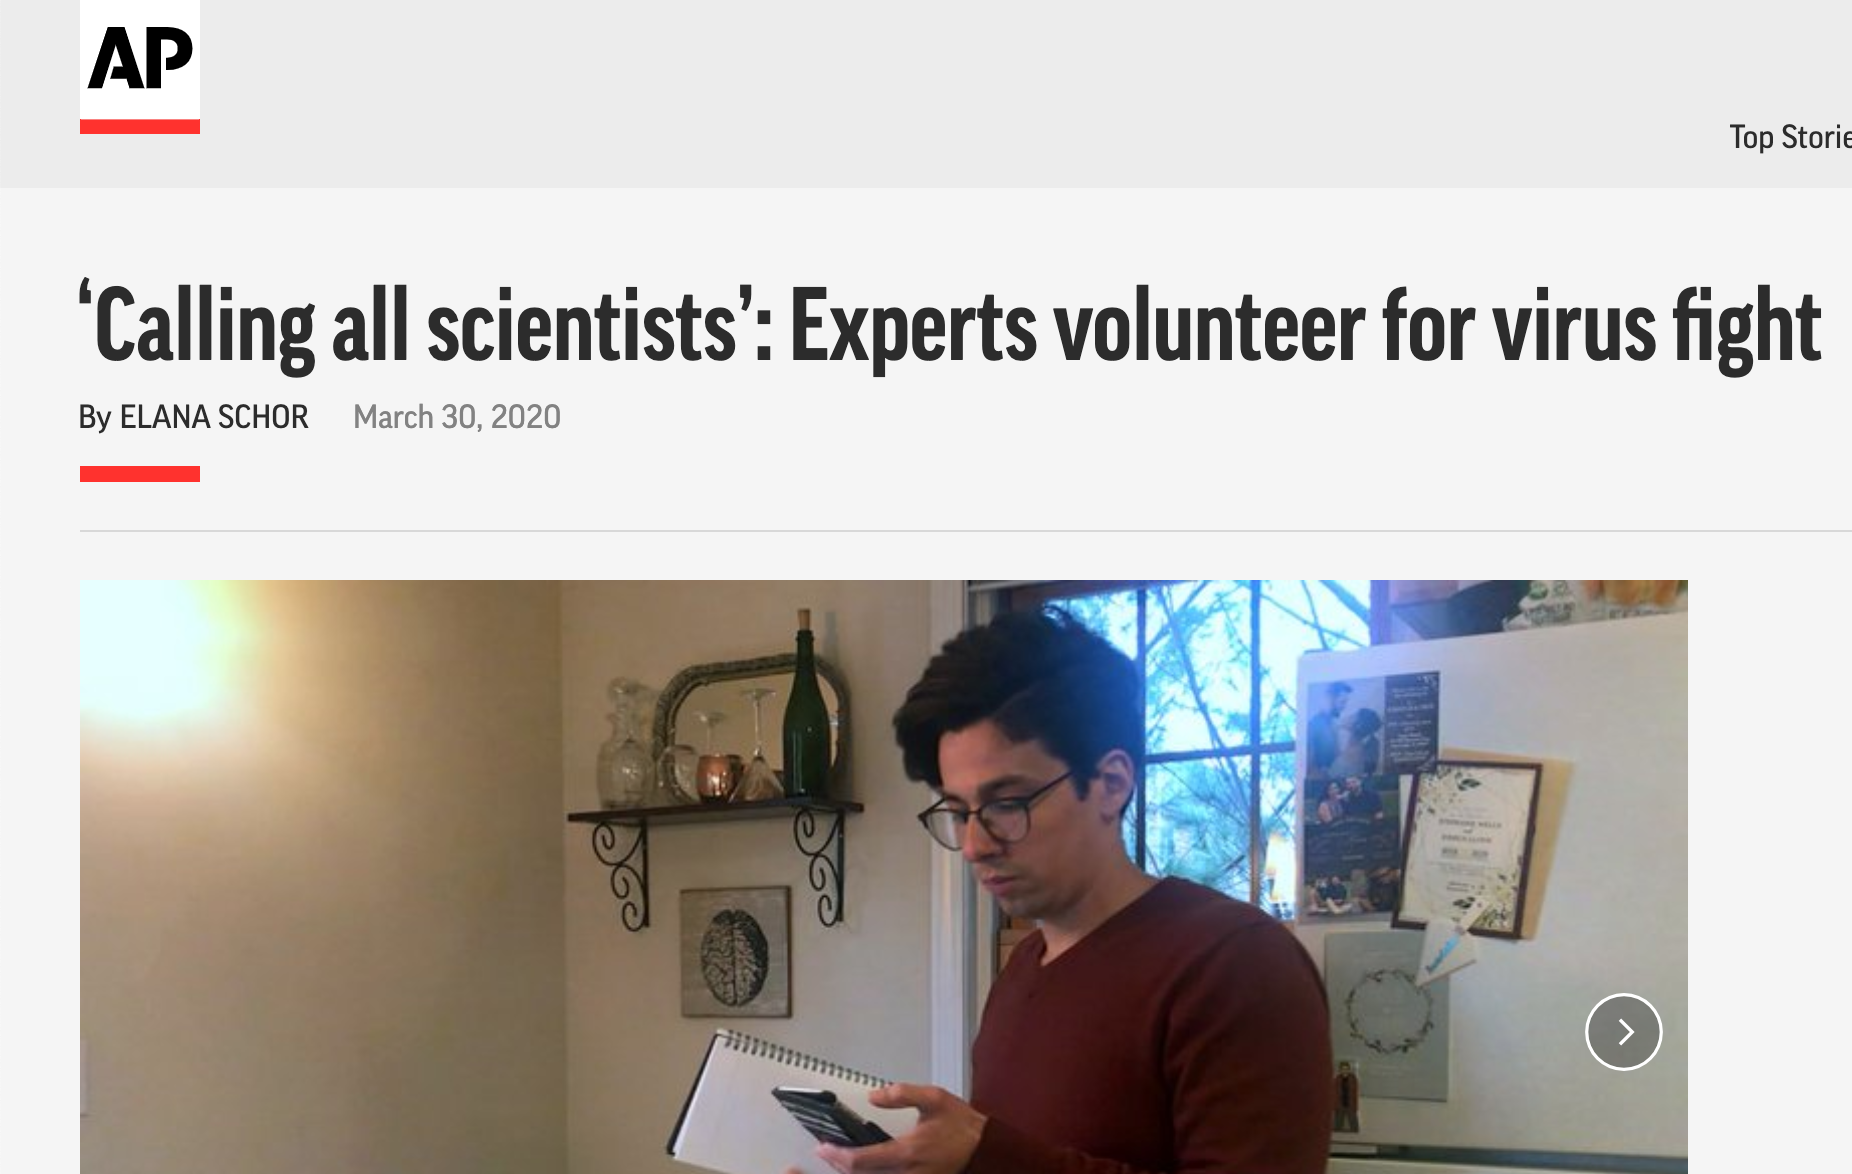 AP
Top Storie
‘Calling all scientists’: Experts volunteer for virus fight
By ELANA SCHOR
March 30, 2020